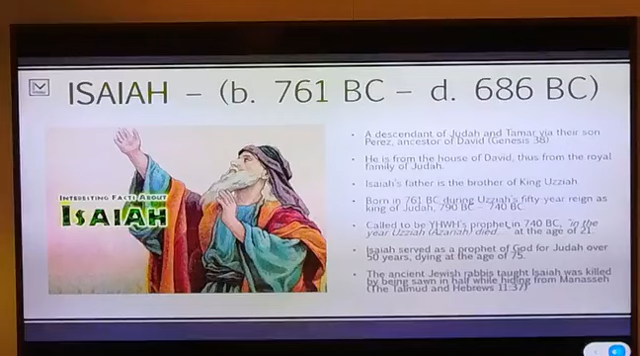 ISAIAH – (b. 761 BC – d. 686 BC)
INTERESTING FACTS ABOUT
ISAIAH
• A descendant of Judah and Tamar via their son
Perez, ancestor of David (Genesis 38)
• He is from the house of David, thus from the royal
family of Judah.
• Isaiah's father is the brother of King Uzziah
• Born in 761 BC during Uzziah's fifty year reign as
king of Judah, 790 BC – 740 BC.
• Called to be YHWH's prophet in 740 BC, "in the
year Uzziah (Azariah) died..." at the age of 21.
• Isaiah served as a prophet of God for Judah over
50 years, dying at the age of 75.
• The ancient Jewish rabbis taught Isaiah was killed
by being sawn in half while hiding from Manasseh
(The Talmud and Hebrews 11:37)